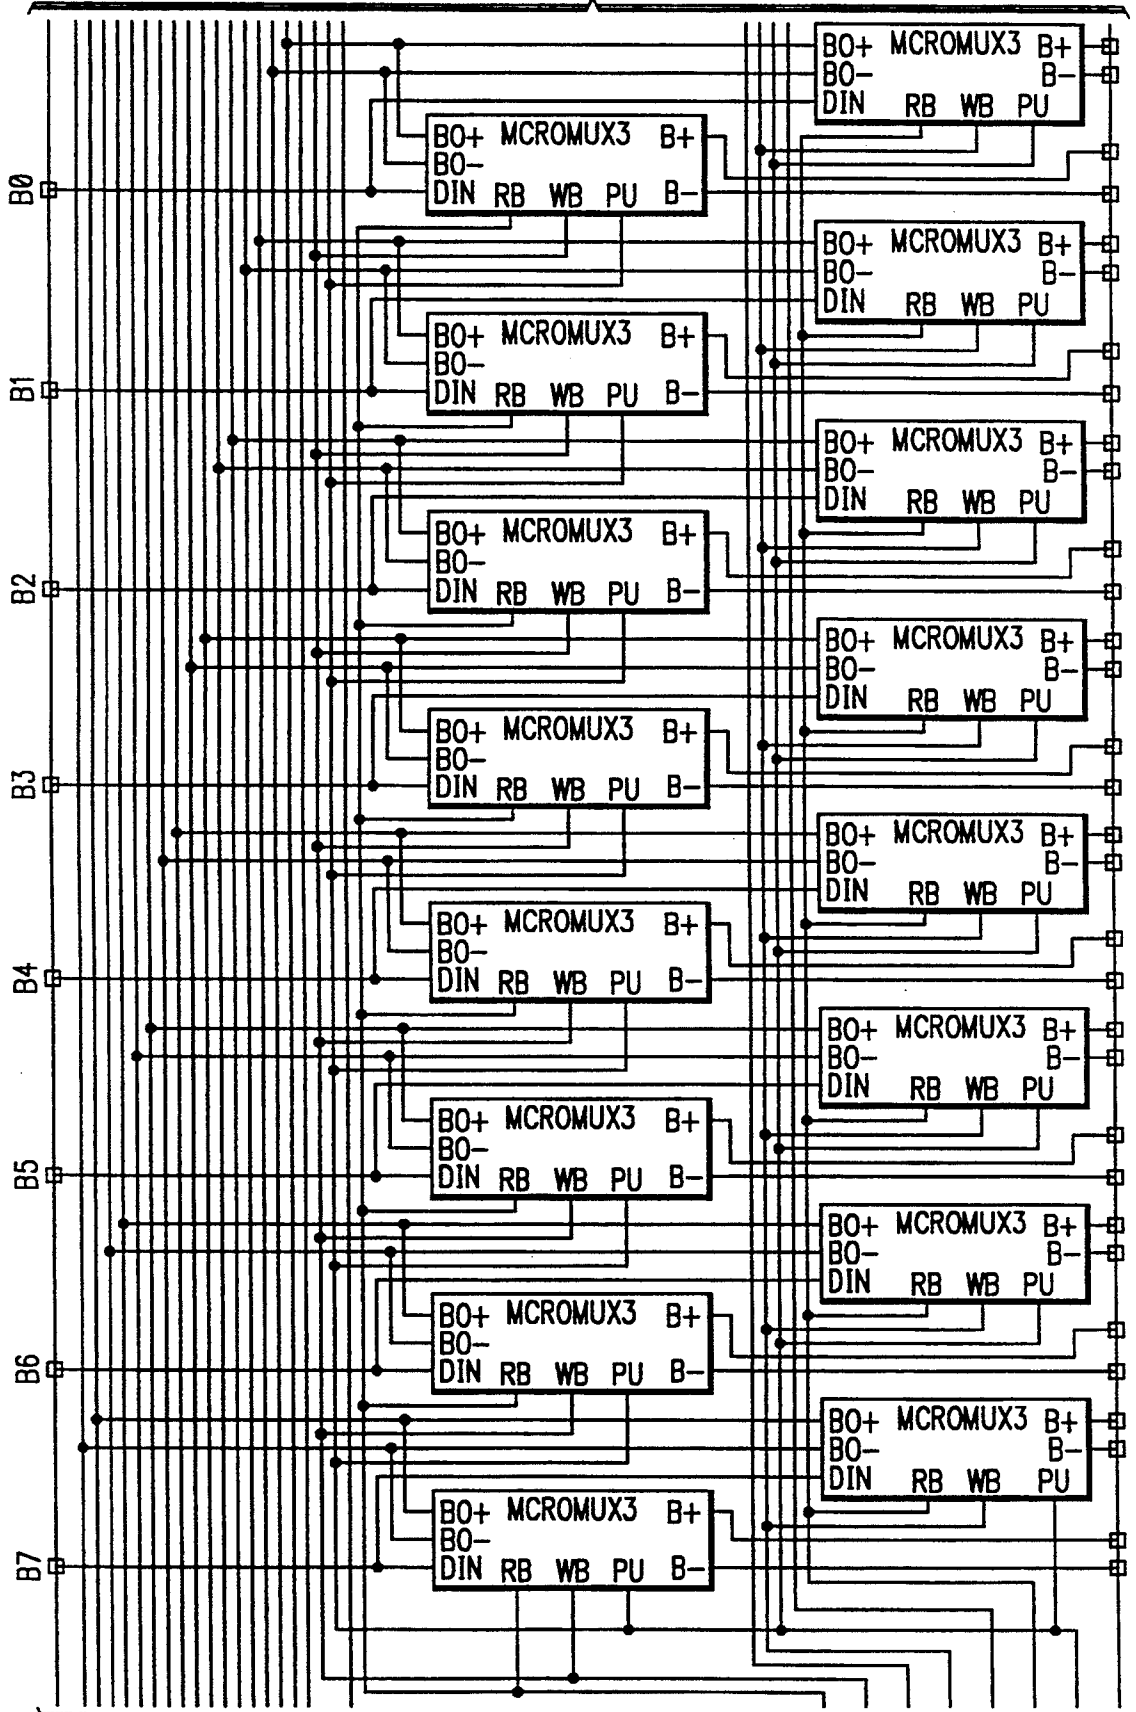 BO+ MCROMUX3 B+
BO- B-
DIN RB WB PU
BO+ MCROMUX3 B+
BO-
B0 DIN RB WB PU B-
BO+ MCROMUX3 B+
BO- B-
DIN RB WB PU
BO+ MCROMUX3 B+
BO-
B1 DIN RB WB PU B-
BO+ MCROMUX3 B+
BO- B-
DIN RB WB PU
BO+ MCROMUX3 B+
BO-
B2 DIN RB WB PU B-
BO+ MCROMUX3 B+
BO- B-
DIN RB WB PU
BO+ MCROMUX3 B+
BO-
B3 DIN RB WB PU B-
BO+ MCROMUX3 B+
BO- B-
DIN RB WB PU
BO+ MCROMUX3 B+
BO-
B4 DIN RB WB PU B-
BO+ MCROMUX3 B+
BO- B-
DIN RB WB PU
BO+ MCROMUX3 B+
BO-
B5 DIN RB WB PU B-
BO+ MCROMUX3 B+
BO- B-
DIN RB WB PU
BO+ MCROMUX3 B+
BO-
B6 DIN RB WB PU B-
BO+ MCROMUX3 B+
BO- B-
DIN RB WB PU
BO+ MCROMUX3 B+
BO-
B7 DIN RB WB PU B-